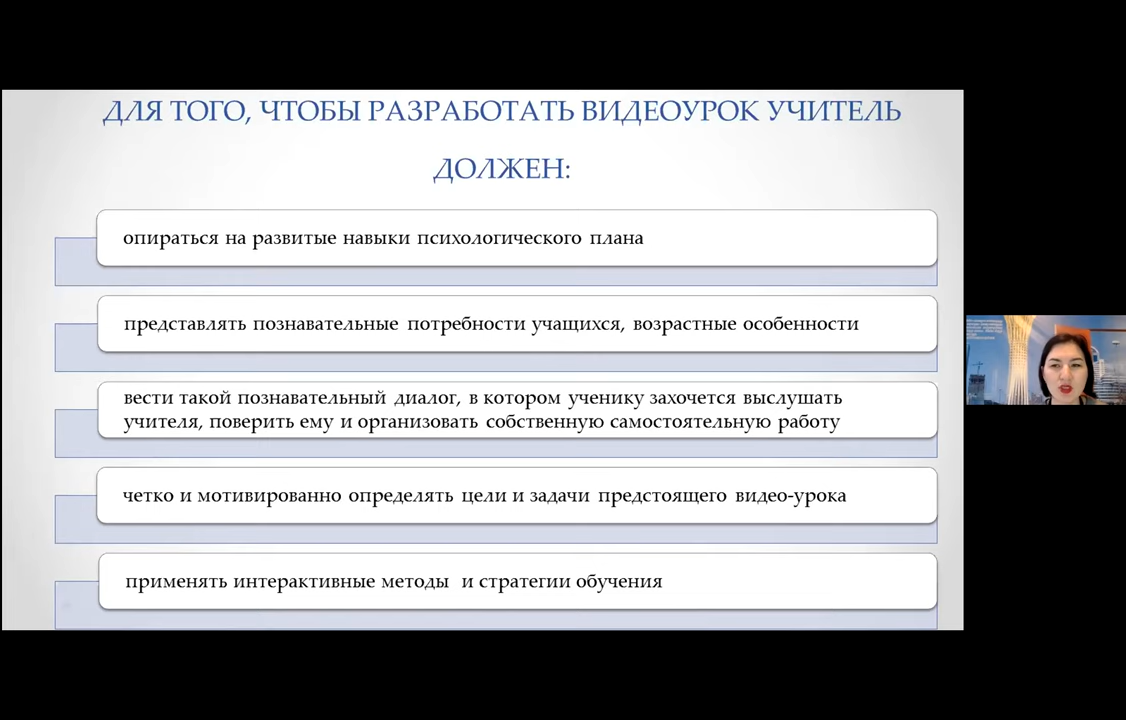 ДЛЯ ТОГО, ЧТОБЫ РАЗРАБОТАТЬ ВИДЕОУРОК УЧИТЕЛЬ
ДОЛЖЕН:
опираться на развитые навыки психологического плана
представлять познавательные потребности учащихся, возрастные особенности
вести такой познавательный диалог, в котором ученику захочется выслушать
учителя, поверить ему и организовать собственную самостоятельную работу
четко и мотивированно определять цели и задачи предстоящего видео-урока
применять интерактивные методы и стратегии обучения